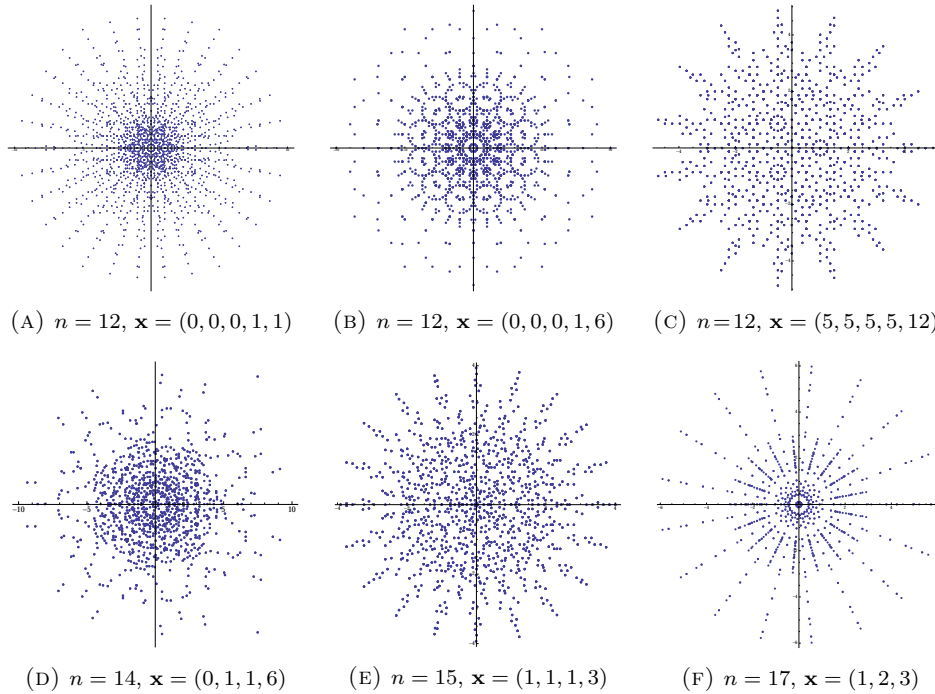 (A) n = 12, x = (0, 0, 0, 1, 1)
(B) n = 12, x = (0, 0, 0, 1, 6)
(C) n=12, x = (5, 5, 5, 5, 12)
-10 -5 5 10
(D) n = 14, x = (0, 1, 1, 6)
(E) n = 15, x = (1, 1, 1, 3)
(F) n = 17, x = (1, 2, 3)